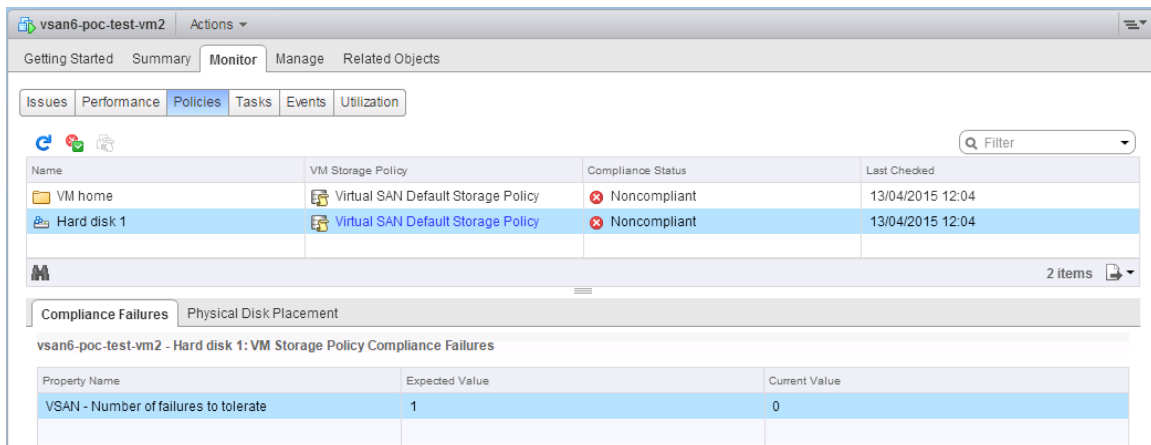 vsan6-poc-test-vm2 Actions
Getting Started Summary Monitor Manage Related Objects
Issues Performance Policies Tasks Events Utilization
Filter
Name VM Storage Policy Compliance Status Last Checked
VM home Virtual SAN Default Storage Policy Noncompliant 13/04/2015 12:04
Hard disk 1 Virtual SAN Default Storage Policy Noncompliant 13/04/2015 12:04
2 items
Compliance Failures Physical Disk Placement
vsan6-poc-test-vm2 - Hard disk 1: VM Storage Policy Compliance Failures
Property Name Expected Value Current Value
VSAN - Number of failures to tolerate 1 0